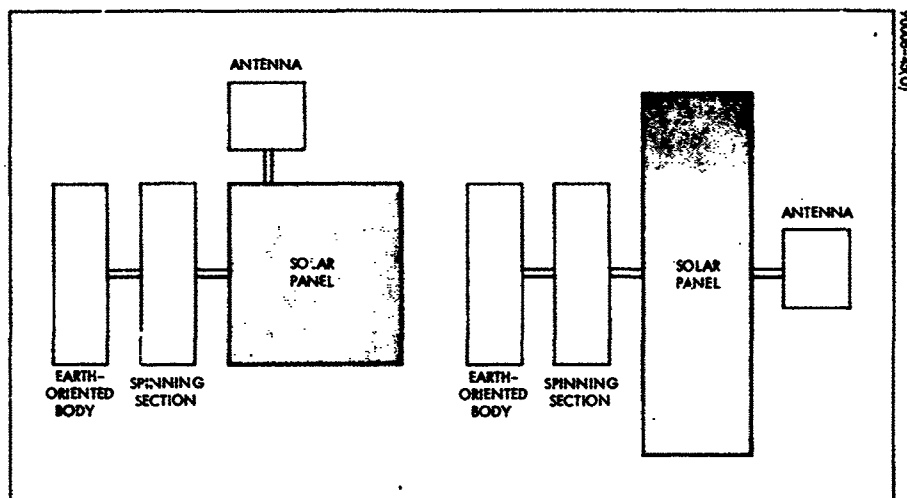 ANTENNA
SOLAR
PANEL
EARTH-
ORIENTED
BODY
SPINNING
SECTION
ANTENNA
SOLAR
PANEL
EARTH-
ORIENTED
BODY
SPINNING
SECTION